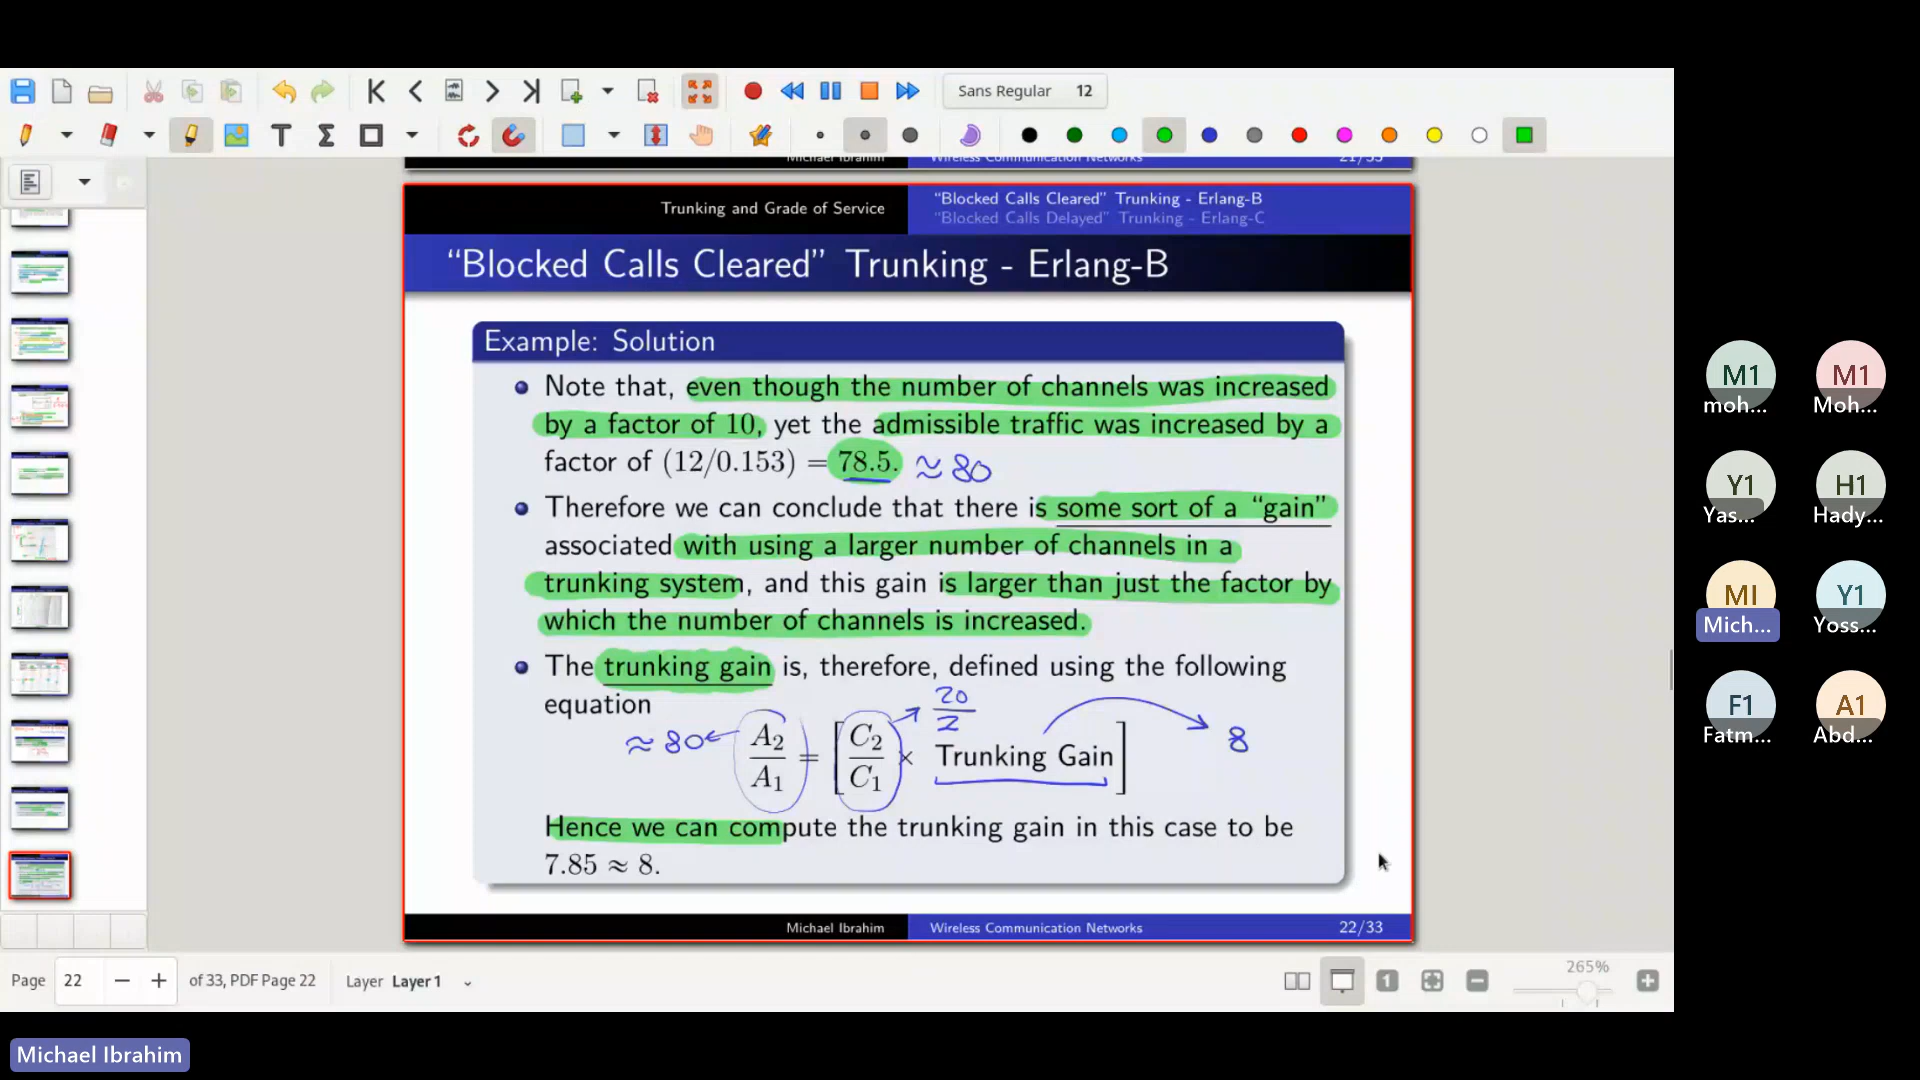 Sans Regular 12
Michael Ibrahim Wireless Communication Networks 21/33
Trunking and Grade of Service
“Blocked Calls Cleared” Trunking - Erlang-B
“Blocked Calls Delayed” Trunking - Erlang-C
“Blocked Calls Cleared” Trunking - Erlang-B
Example: Solution
Note that, even though the number of channels was increased
by a factor of 10, yet the admissible traffic was increased by a
factor of (12/0.153) = 78.5. ≈ 80
Therefore we can conclude that there is some sort of a “gain”
associated with using a larger number of channels in a
trunking system, and this gain is larger than just the factor by
which the number of channels is increased.
The trunking gain is, therefore, defined using the following
equation
20/2
≈ 80 A2/A1 = [C2/C1 × Trunking Gain] 8
Hence we can compute the trunking gain in this case to be
7.85 ≈ 8.
Michael Ibrahim Wireless Communication Networks 22/33
Page 22 of 33, PDF Page 22 Layer Layer 1
265%
Michael Ibrahim
M1 M1
moh... Moh...
Y1 H1
Yas... Hady...
MI Y1
Mich... Yoss...
F1 A1
Fatm... Abd...